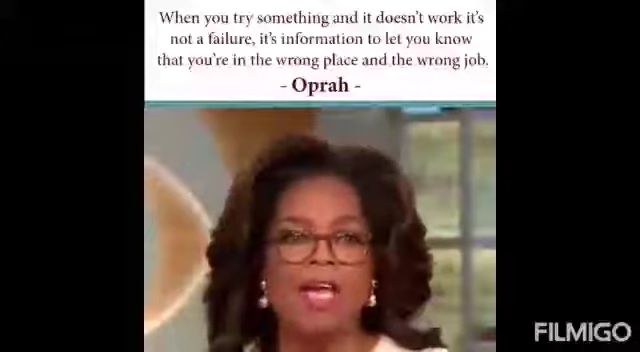 When you try something and it doesn't work it's
not a failure, it's information to let you know
that you're in the wrong place and the wrong job.
- Oprah -
FILMIGO